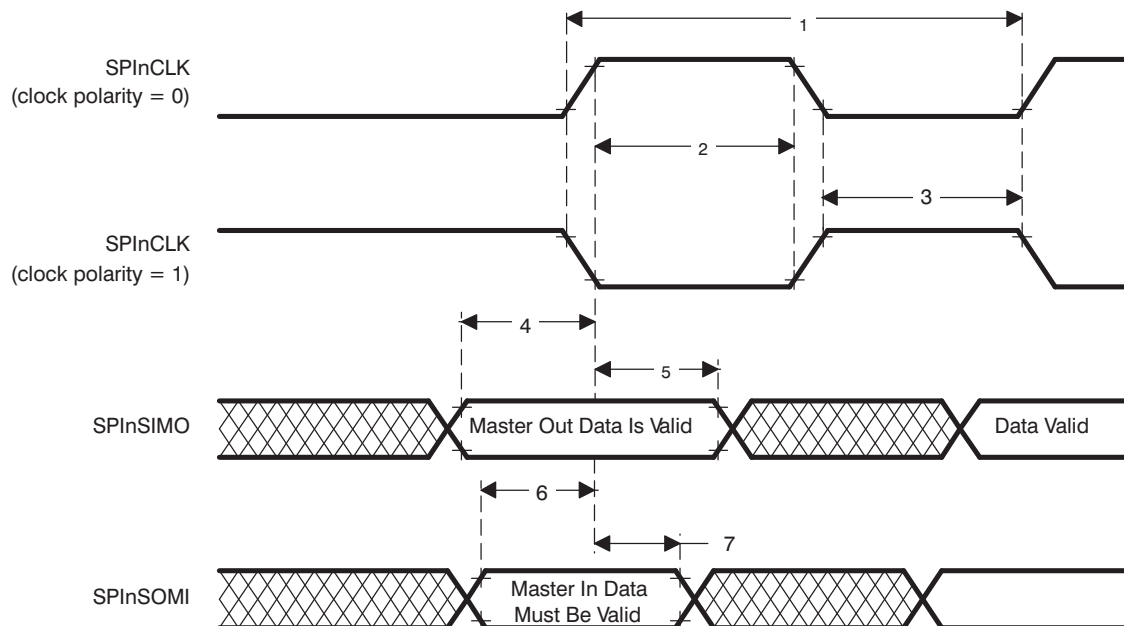 1
SPInCLK
(clock polarity = 0)
2
3
SPInCLK
(clock polarity = 1)
4
5
SPInSIMO
Master Out Data Is Valid
Data Valid
6
7
SPInSOMI
Master In Data
Must Be Valid